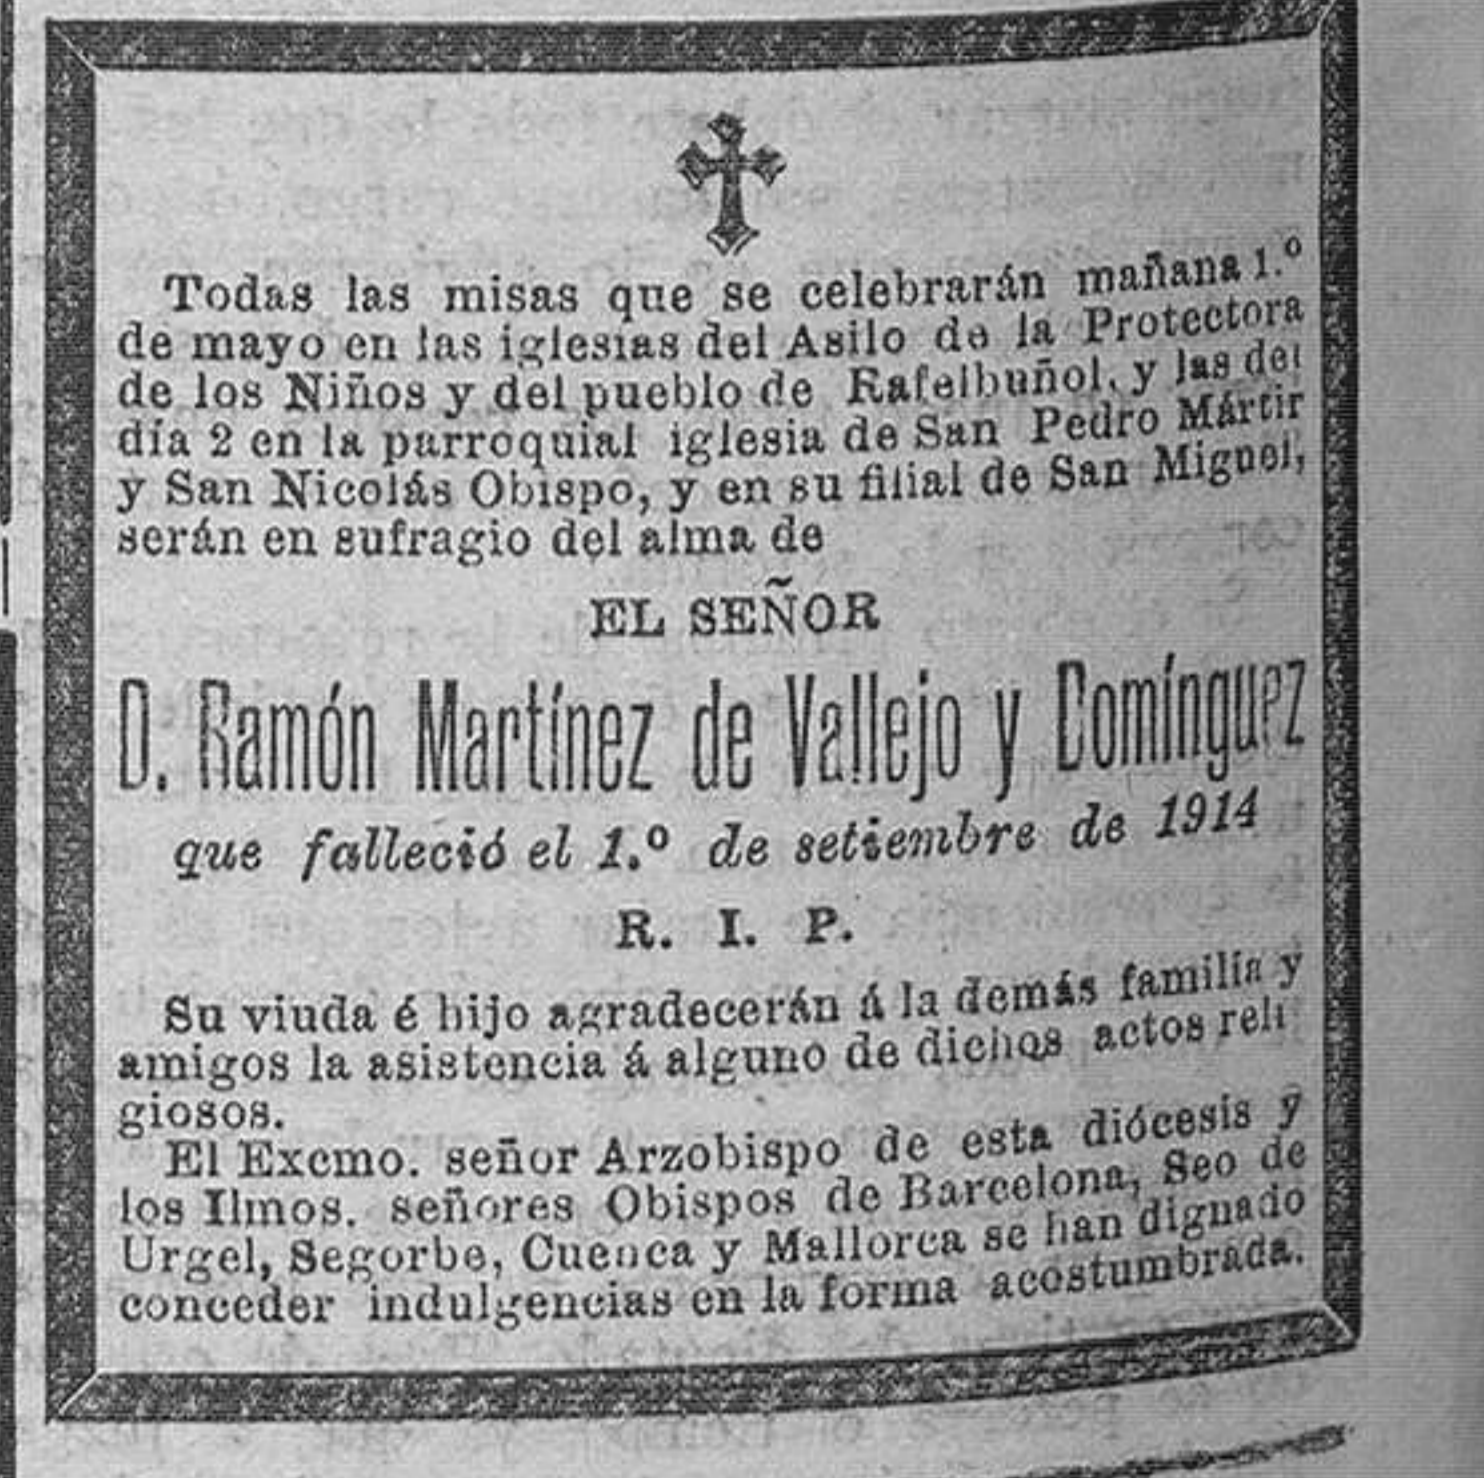 Todas las misas que se celebrarán mañana 1.º
de mayo en las iglesias del Asilo de la Protectora
de los Niños y del pueblo de Rafelbuñol, y las del
día 2 en la parroquial iglesia de San Pedro Mártir
y San Nicolás Obispo, y en su filial de San Miguel,
serán en sufragio del alma de
EL SEÑOR
D. Ramón Martínez de Vallejo y Domínguez
que falleció el 1.º de setiembre de 1914
R. I. P.
Su viuda é hijo agradecerán á la demás familia y
amigos la asistencia á alguno de dichos actos reli
giosos.
El Excmo. señor Arzobispo de esta diócesis y
los Ilmos. señores Obispos de Barcelona, Seo de
Urgel, Segorbe, Cuenca y Mallorca se han dignado
conceder indulgencias en la forma acostumbrada.